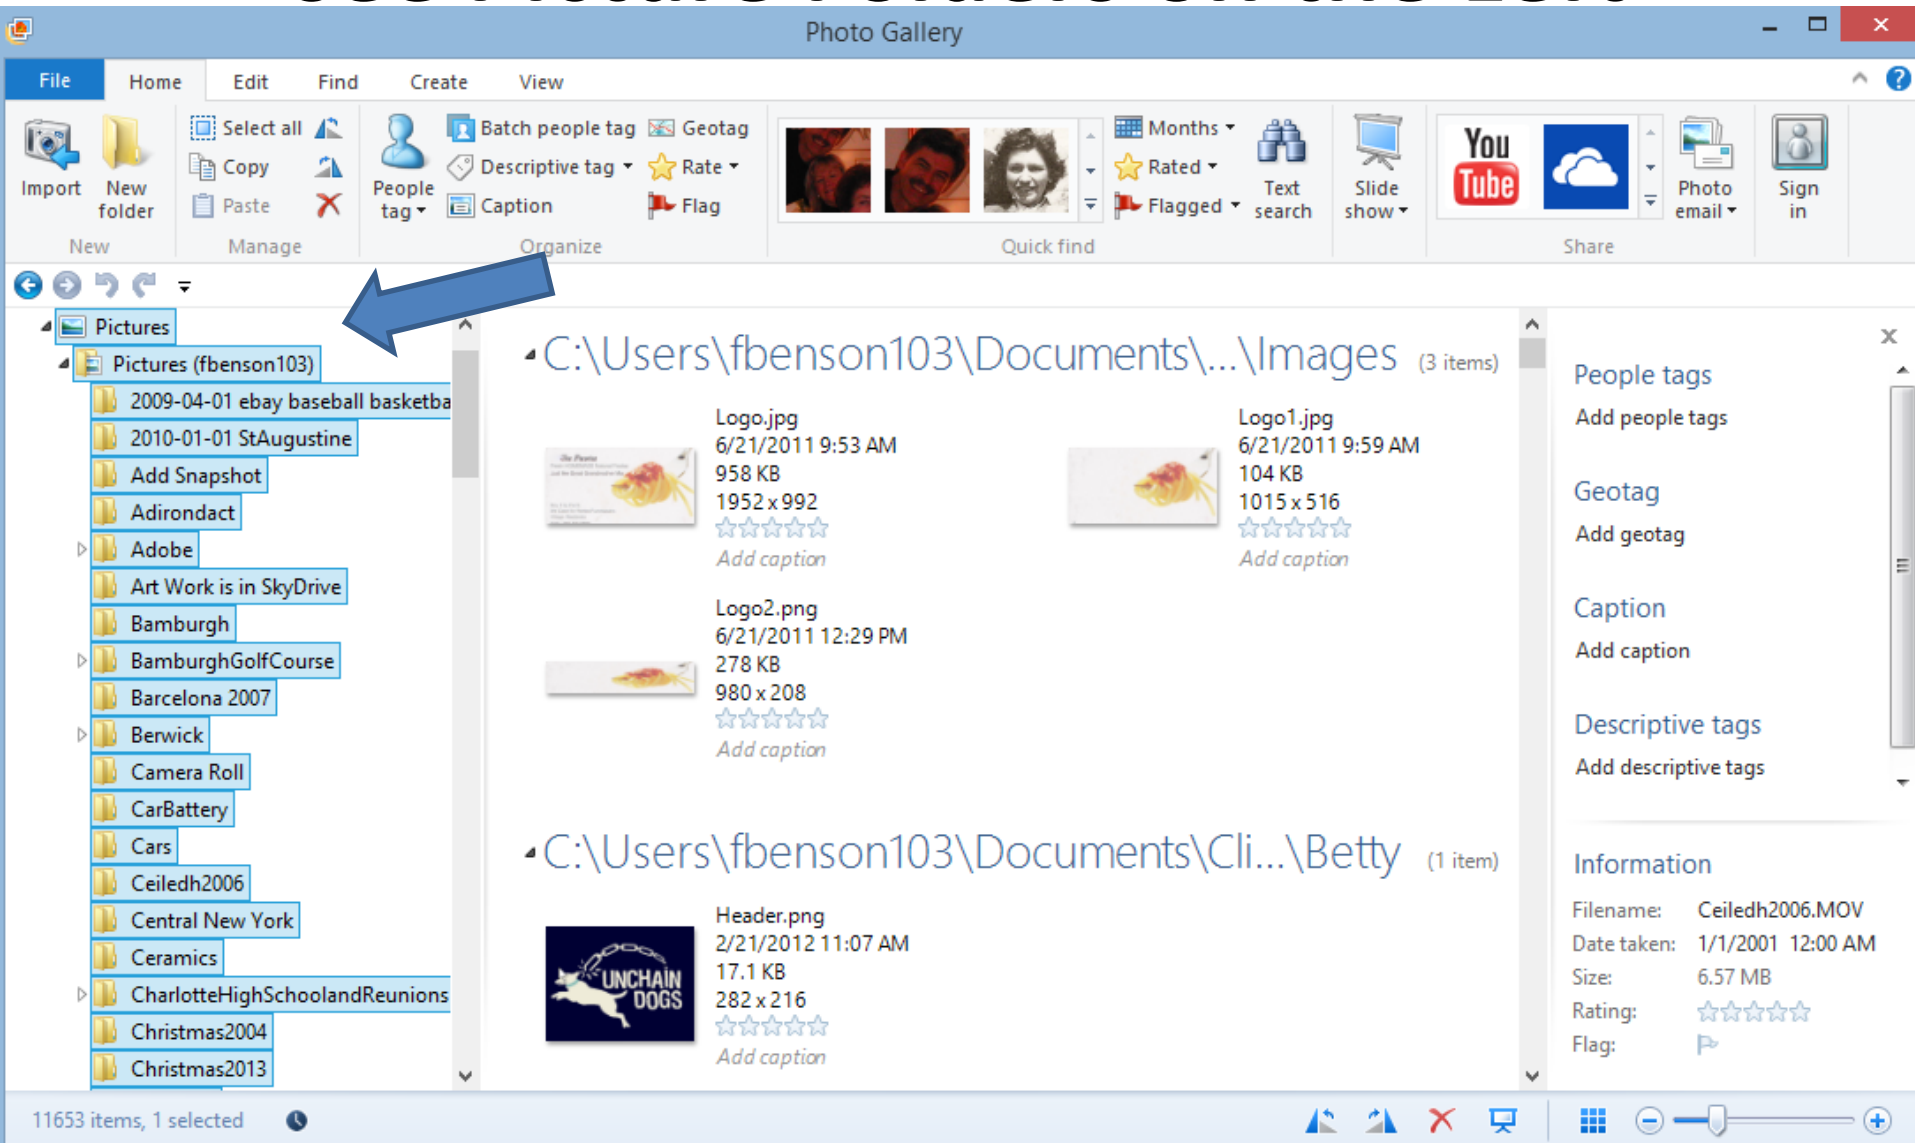 Photo Gallery
File Home Edit Find Create View
Import
New folder
New
Select all
Copy
Paste
Manage
People tag
Batch people tag
Descriptive tag
Caption
Geotag
Rate
Flag
Organize
Months
Rated
Flagged
Text search
Quick find
Slide show
You
Tube
Share
Photo email
Sign in
Pictures
Pictures (fbenson103)
2009-04-01 ebay baseball basketba
2010-01-01 StAugustine
Add Snapshot
Adirondact
Adobe
Art Work is in SkyDrive
Bamburgh
BamburghGolfCourse
Barcelona 2007
Berwick
Camera Roll
CarBattery
Cars
Ceiledh2006
Central New York
Ceramics
CharlotteHighSchoolandReunions
Christmas2004
Christmas2013
C:\Users\fbenson103\Documents\...\Images (3 items)
Logo.jpg
6/21/2011 9:53 AM
958 KB
1952 x 992
Add caption
Logo1.jpg
6/21/2011 9:59 AM
104 KB
1015 x 516
Add caption
Logo2.png
6/21/2011 12:29 PM
278 KB
980 x 208
Add caption
C:\Users\fbenson103\Documents\Cli...\Betty (1 item)
UNCHAIN
DOGS
Header.png
2/21/2012 11:07 AM
17.1 KB
282 x 216
Add caption
People tags
Add people tags
Geotag
Add geotag
Caption
Add caption
Descriptive tags
Add descriptive tags
Information
Filename: Ceiledh2006.MOV
Date taken: 1/1/2001 12:00 AM
Size: 6.57 MB
Rating:
Flag:
11653 items, 1 selected